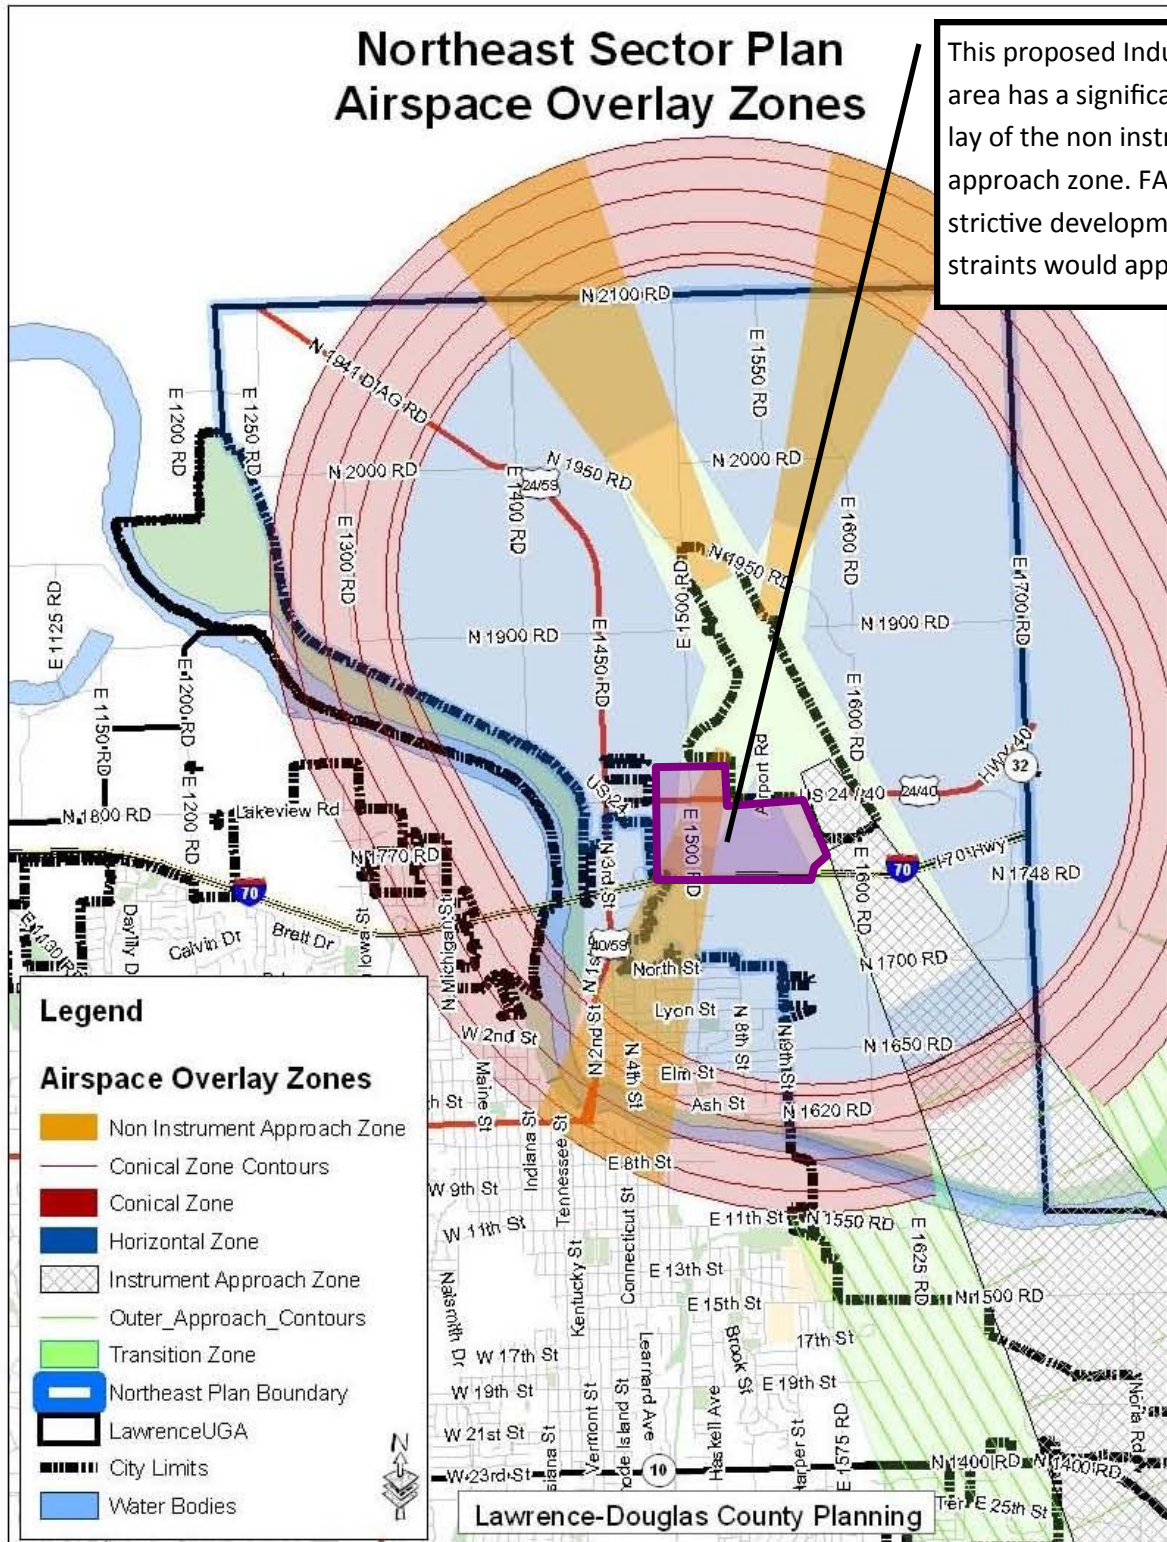 Northeast Sector Plan
Airspace Overlay Zones
This proposed Indu
area has a significa
lay of the non instr
approach zone. FA
strictive developm
straints would app
N 2100 RD
N 1941 DIAG RD
E 1550 RD
E 1200 RD
E 1250 RD
N 2000 RD
E 1400 RD
24/59
N 1950 RD
N 2000 RD
E 1300 RD
E 1600 RD
N 1950 RD
E 1500 RD
E 1125 RD
N 1900 RD
E 1450 RD
N 1900 RD
E 1700 RD
E 1150 RD
E 1200 RD
E 1600 RD
Airport Rd
HWY 40
32
E 1200 RD
N 1800 RD
Lakeview Rd
US 24
US 24 / 40
24/40
N 1770 RD
E 1500 RD
N 3rd St
I-70 Hwy
70
70
N 1748 RD
E 1600 RD
E 1130 R
Dayilly D
Calvin Dr
Brett Dr
Iowa St
N Michigan St
40/59
N 1st
North St
N 1700 RD
Lyon St
N 8th St
N 9th St
W 2nd St
N 2nd St
N 4th St
N 1650 RD
Elm St
Maine St
Ash St
N 1620 RD
Indiana St
Tennessee St
E 8th St
W 9th St
W 11th St
Connecticut St
E 11th St
N 1550 RD
E 1625 RD
Kentucky St
E 13th St
Naismith Dr
E 15th St
N 1500 RD
Learnard Ave
Brook St
17th St
W 17th St
W 19th St
E 19th St
Vermont St
ode Island St
Haskell Ave
Harper St
E 1575 RD
Noria Rd
W 21st St
W 23rd St
siana St
10
N 1400 RD
N 1400 RD
Ter
E 25th St
Legend
Airspace Overlay Zones
Non Instrument Approach Zone
Conical Zone Contours
Conical Zone
Horizontal Zone
Instrument Approach Zone
Outer_Approach_Contours
Transition Zone
Northeast Plan Boundary
LawrenceUGA
City Limits
Water Bodies
N
Lawrence-Douglas County Planning